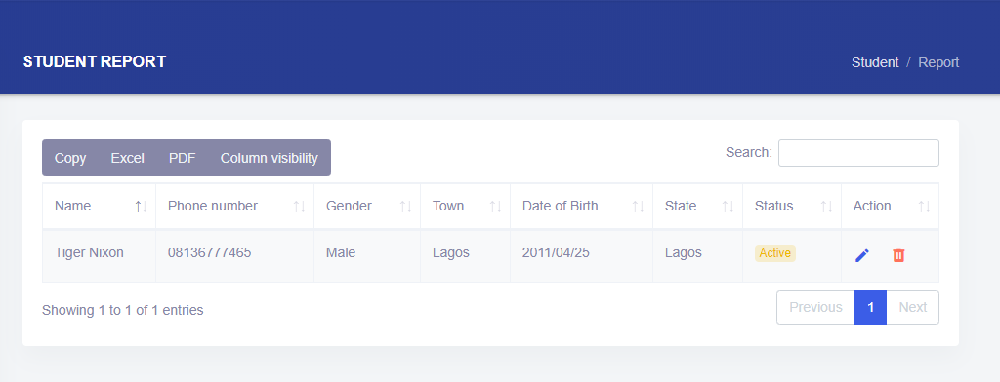 STUDENT REPORT Student / Report
Copy Excel PDF Column visibility Search:
Name Phone number Gender Town Date of Birth State Status Action
Tiger Nixon 08136777465 Male Lagos 2011/04/25 Lagos Active
Showing 1 to 1 of 1 entries Previous 1 Next